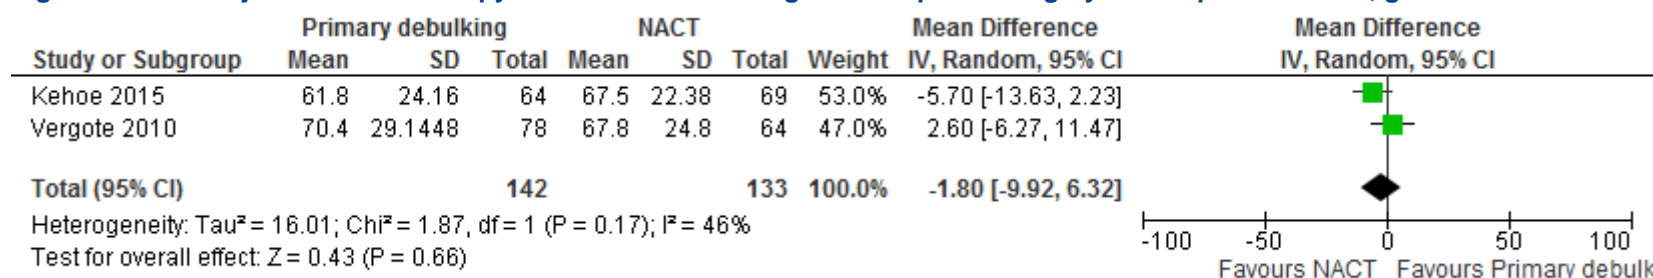 Primary debulking NACT Mean Difference Mean Difference
Study or Subgroup Mean SD Total Mean SD Total Weight IV, Random, 95% CI IV, Random, 95% CI
Kehoe 2015 61.8 24.16 64 67.5 22.38 69 53.0% -5.70 [-13.63, 2.23]
Vergote 2010 70.4 29.1448 78 67.8 24.8 64 47.0% 2.60 [-6.27, 11.47]
Total (95% CI) 142 133 100.0% -1.80 [-9.92, 6.32]
Heterogeneity: Tau² = 16.01; Chi² = 1.87, df = 1 (P = 0.17); I² = 46%
Test for overall effect: Z = 0.43 (P = 0.66)
-100 -50 0 50 100
Favours NACT Favours Primary debulk